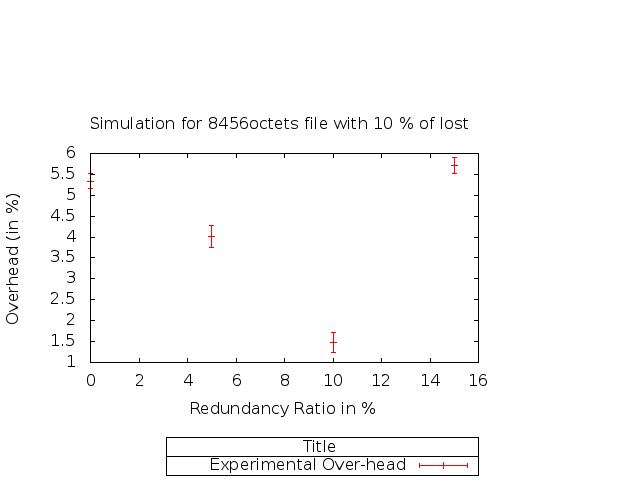 Simulation for 8456octets file with 10 % of lost
Overhead (in %)
6
5.5
5
4.5
4
3.5
3
2.5
2
1.5
1
0 2 4 6 8 10 12 14 16
Redundancy Ratio in %
Title
Experimental Over-head